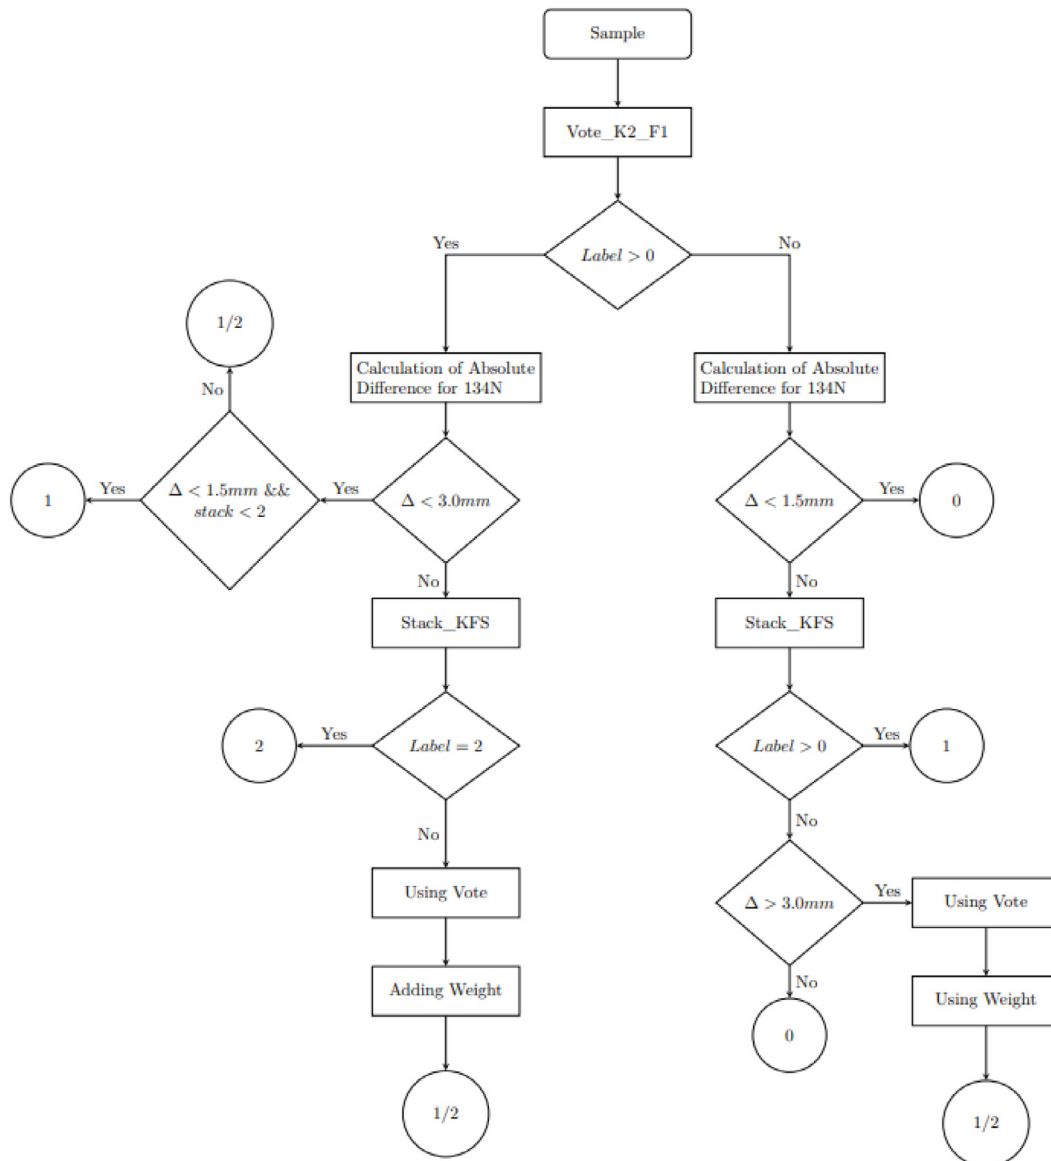 Sample
Vote_K2_F1
Label > 0
Yes
No
1/2
Calculation of Absolute
Difference for 134N
Calculation of Absolute
Difference for 134N
No
1
Yes
Δ < 1.5mm &&
stack < 2
Yes
Δ < 3.0mm
Δ < 1.5mm
Yes
0
No
No
Stack_KFS
Stack_KFS
2
Yes
Label = 2
Label > 0
Yes
1
No
No
Using Vote
Δ > 3.0mm
Yes
Using Vote
Adding Weight
No
Using Weight
0
1/2
1/2